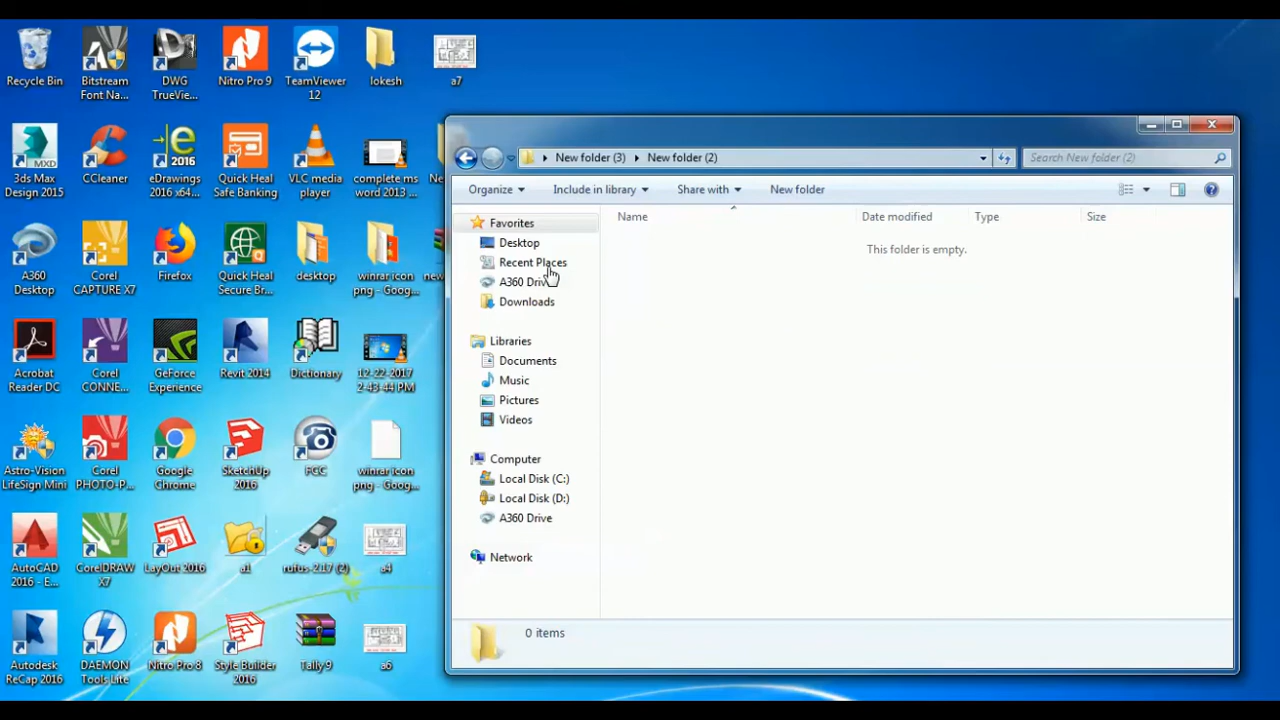 Recycle Bin
Bitstream
Font Na...
DWG
TrueVie...
Nitro Pro 9
TeamViewer
12
lokesh
a7
3ds Max
Design 2015
CCleaner
eDrawings
2016 x64...
Quick Heal
Safe Banking
VLC media
player
complete ms
word 2013 ...
A360
Desktop
Corel
CAPTURE X7
Firefox
Quick Heal
Secure Br...
desktop
winrar icon
png - Goog...
Acrobat
Reader DC
Corel
CONNE...
GeForce
Experience
Revit 2014
Dictionary
12-22-2017
2-43-44 PM
Astro-Vision
LifeSign Mini
Corel
PHOTO-P...
Google
Chrome
SketchUp
2016
FCC
winrar icon
png - Goog...
AutoCAD
2016 - E...
CorelDRAW
X7
LayOut 2016
a1
rufus-2.17 (2)
a4
Autodesk
ReCap 2016
DAEMON
Tools Lite
Nitro Pro 8
Style Builder
2016
Tally 9
a6
New folder (3)
New folder (2)
Search New folder (2)
Organize
Include in library
Share with
New folder
Name
Date modified
Type
Size
This folder is empty.
Favorites
Desktop
Recent Places
A360 Drive
Downloads
Libraries
Documents
Music
Pictures
Videos
Computer
Local Disk (C:)
Local Disk (D:)
A360 Drive
Network
0 items